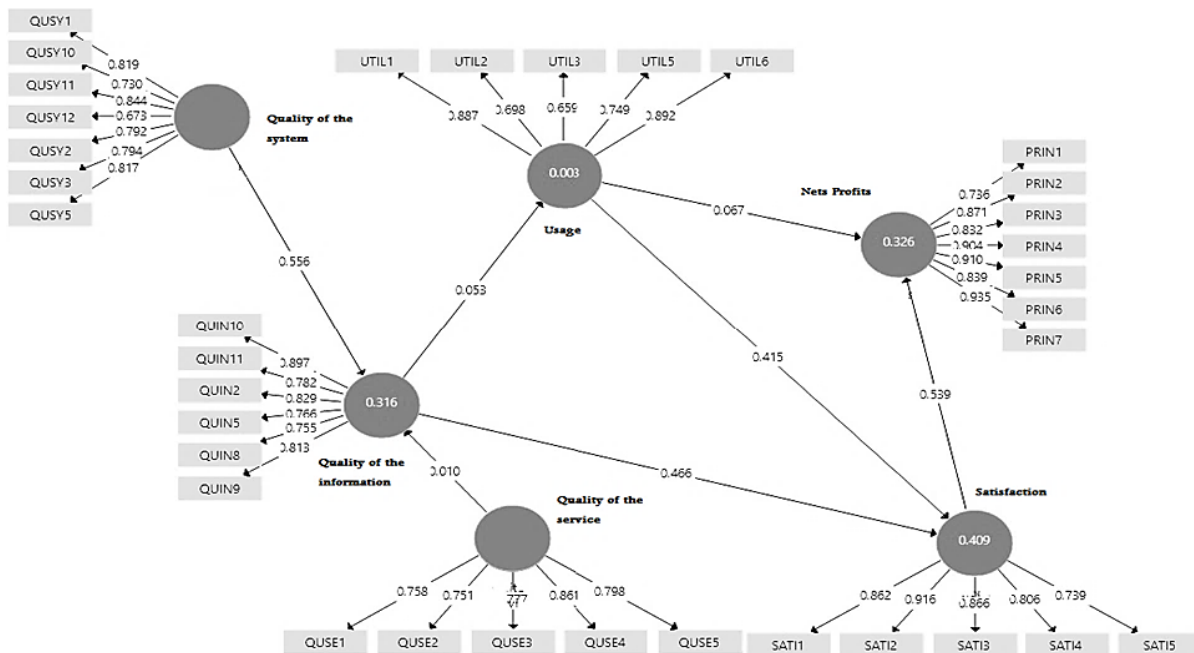 QUSY1
QUSY10
QUSY11
QUSY12
QUSY2
QUSY3
QUSY5
0.819
0.730
0.844
0.673
0.792
0.794
0.817
Quality of the
system
UTIL1
UTIL2
UTIL3
UTIL5
UTIL6
0.887
0.698
0.659
0.749
0.892
0.003
Usage
Nets Profits
PRIN1
PRIN2
PRIN3
PRIN4
PRIN5
PRIN6
PRIN7
0.736
0.871
0.832
0.904
0.910
0.839
0.935
0.326
0.067
0.556
0.053
0.415
0.539
QUIN10
QUIN11
QUIN2
QUIN5
QUIN8
QUIN9
0.897
0.782
0.829
0.766
0.755
0.813
0.316
Quality of the
information
0.010
0.466
Quality of the
service
Satisfaction
0.409
0.758
0.751
0.861
0.798
QUSE1
QUSE2
QUSE3
QUSE4
QUSE5
0.862
0.916
0.866
0.806
0.739
SATI1
SATI2
SATI3
SATI4
SATI5